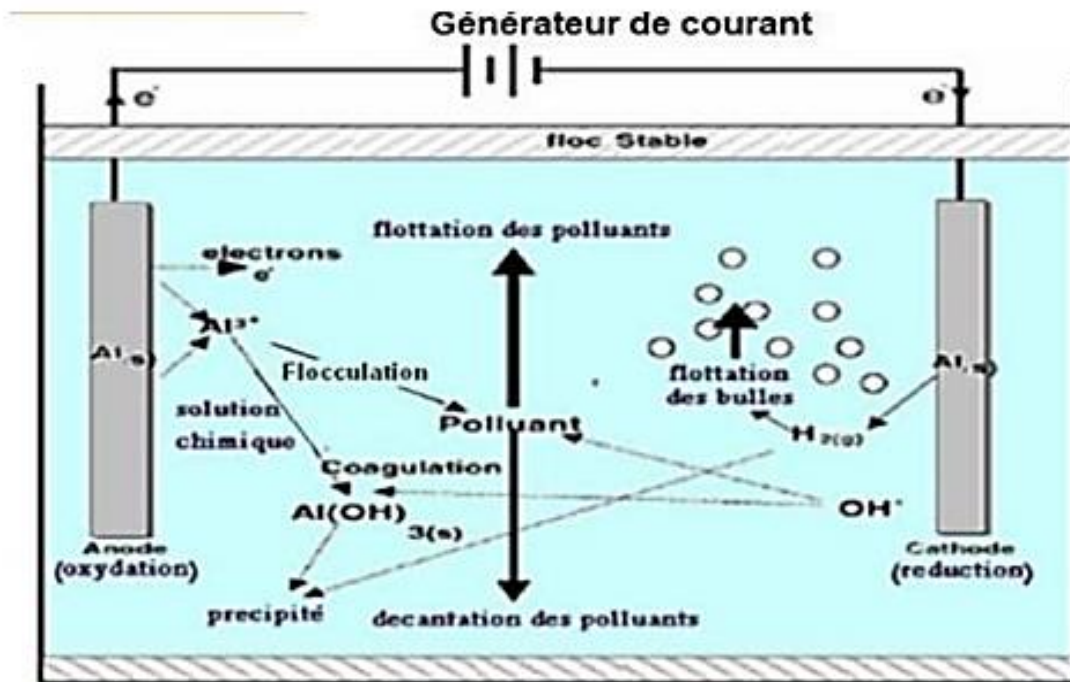 Générateur de courant
e-
e-
floc Stable
flottation des polluants
electrons
e-
Al3+
Al(s)
Flocculation
flottation
des bulles
Al(s)
solution
chimique
Polluant
H2(g)
Coagulation
Al(OH)3(s)
OH-
Anode
(oxydation)
Cathode
(reduction)
precipité
decantation des polluants